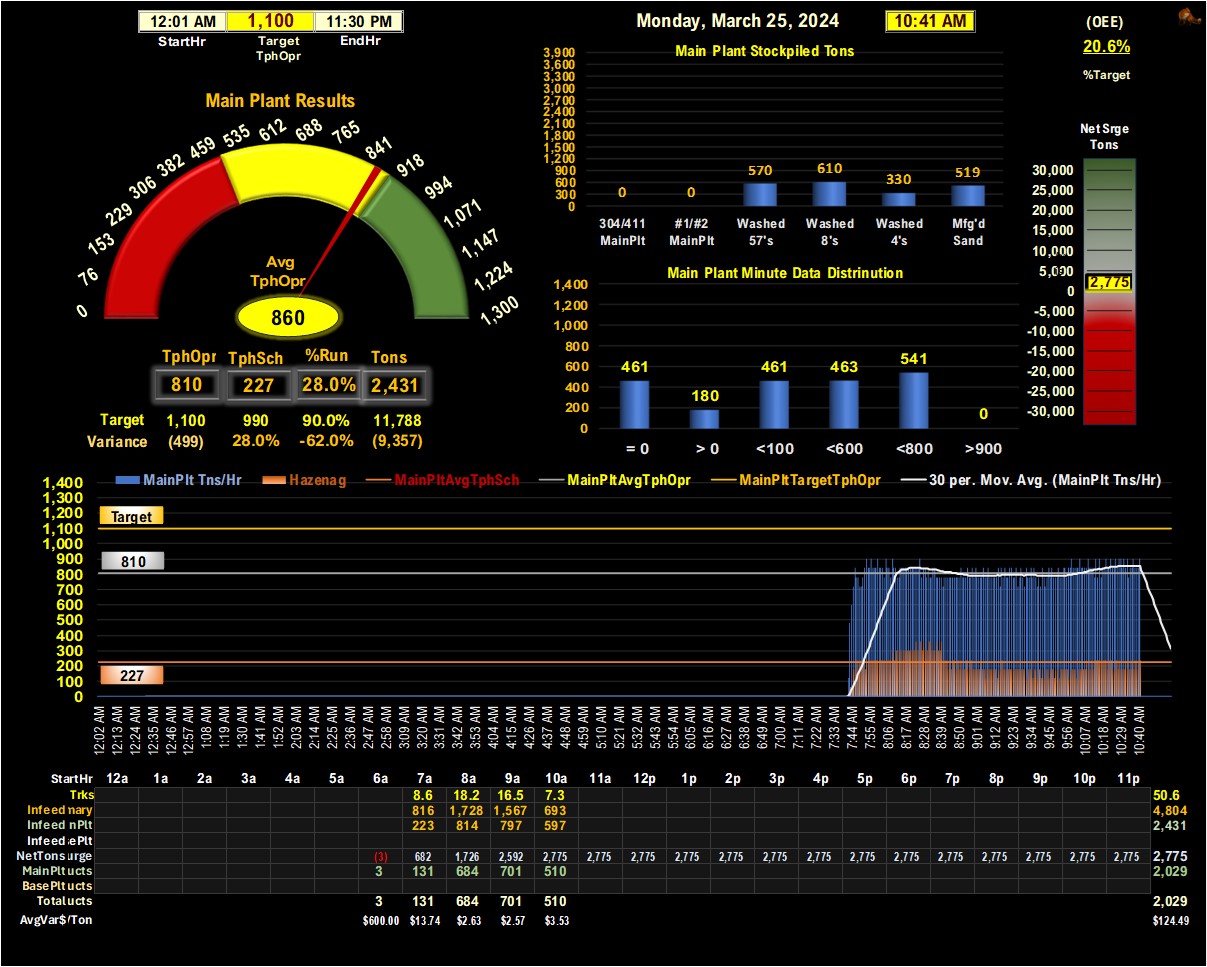 12:01 AM 1,100 11:30 PM
StartHr Target TphOpr EndHr
Monday, March 25, 2024 10:41 AM
(OEE)
20.6%
%Target
Main Plant Results
0 76 153 229 306 382 459 535 612 688 765 841 918 994 1,071 1,147 1,224 1,300
Avg
TphOpr
860
TphOpr TphSch %Run Tons
810 227 28.0% 2,431
Target 1,100 990 90.0% 11,788
Variance (499) 28.0% -62.0% (9,357)
Main Plant Stockpiled Tons
3,900
3,600
3,300
3,000
2,700
2,400
2,100
1,800
1,500
1,200
900
600
300
0
0 0 570 610 330 519
304/411 #1/#2 Washed Washed Washed Mfg'd
MainPlt MainPlt 57's 8's 4's Sand
Main Plant Minute Data Distrinution
1,400
1,200
1,000
800
600
400
200
0
461 180 461 463 541 0
= 0 > 0 <100 <600 <800 >900
Net Srge
Tons
30,000
25,000
20,000
15,000
10,000
5,000
0
-5,000
-10,000
-15,000
-20,000
-25,000
-30,000
2,775
MainPlt Tns/Hr Hazenag MainPltAvgTphSch MainPltAvgTphOpr MainPltTargetTphOpr 30 per. Mov. Avg. (MainPlt Tns/Hr)
1,400
1,300
1,200
1,100
1,000
900
800
700
600
500
400
300
200
100
0
Target
810
227
12:02 AM 12:13 AM 12:24 AM 12:35 AM 12:46 AM 12:57 AM 1:08 AM 1:19 AM 1:30 AM 1:41 AM 1:52 AM 2:03 AM 2:14 AM 2:25 AM 2:36 AM 2:47 AM 2:58 AM 3:09 AM 3:20 AM 3:31 AM 3:42 AM 3:53 AM 4:04 AM 4:15 AM 4:26 AM 4:37 AM 4:48 AM 4:59 AM 5:10 AM 5:21 AM 5:32 AM 5:43 AM 5:54 AM 6:05 AM 6:16 AM 6:27 AM 6:38 AM 6:49 AM 7:00 AM 7:11 AM 7:22 AM 7:33 AM 7:44 AM 7:55 AM 8:06 AM 8:17 AM 8:28 AM 8:39 AM 8:50 AM 9:01 AM 9:12 AM 9:23 AM 9:34 AM 9:45 AM 9:56 AM 10:07 AM 10:18 AM 10:29 AM 10:40 AM
StartHr 12a 1a 2a 3a 4a 5a 6a 7a 8a 9a 10a 11a 12p 1p 2p 3p 4p 5p 6p 7p 8p 9p 10p 11p
Trks 8.6 18.2 16.5 7.3 50.6
Infeed nary 816 1,728 1,567 693 4,804
Infeed n Plt 223 814 797 597 2,431
Infeed ePlt
NetTons urge (3) 682 1,726 2,592 2,775 2,775 2,775 2,775 2,775 2,775 2,775 2,775 2,775 2,775 2,775 2,775 2,775 2,775 2,775
MainPlt ucts 3 131 684 701 510 2,029
BasePlt ucts
Total ucts 3 131 684 701 510 2,029
AvgVar$/Ton $600.00 $13.74 $2.63 $2.57 $3.53 $124.49